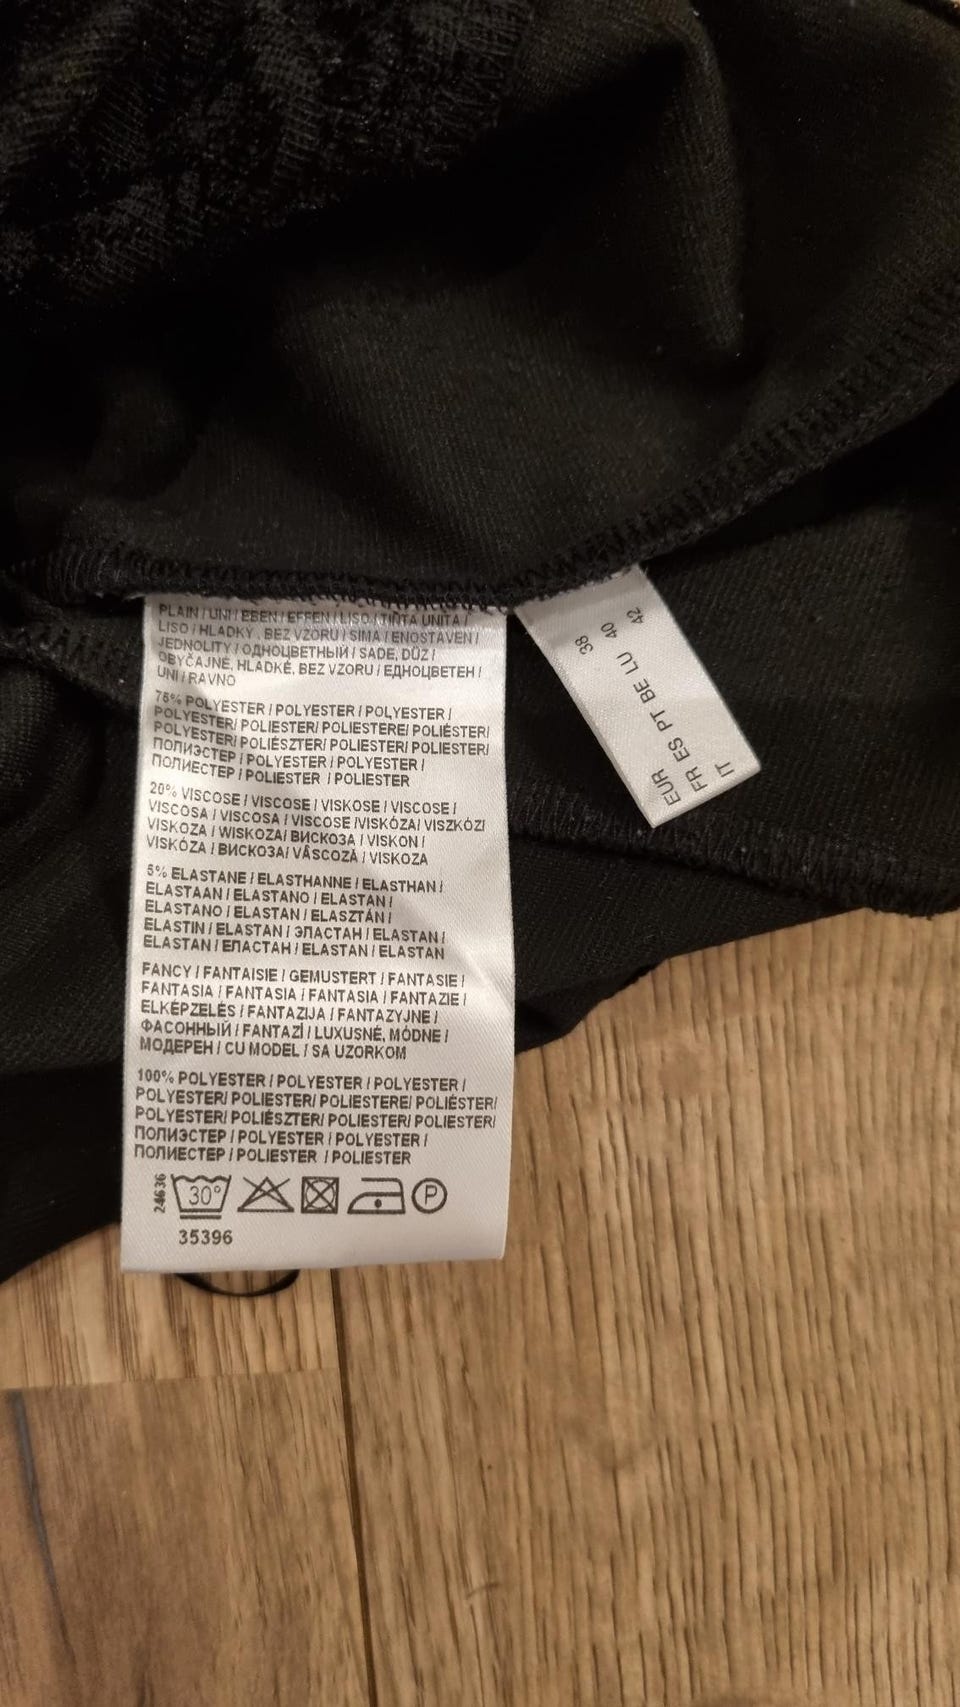 PLAIN / UNI / EBEN / EFFEN / LISO / TINTA UNITA /
LISO / HLADKY , BEZ VZORU / SIMA / ENOSTAVEN /
JEDNOLITY / ОДНОЦВЕТНЫЙ / SADE, DÜZ /
OBYČAJNÉ, HLADKÉ, BEZ VZORU / ЕДНОЦВЕТЕН /
UNI / RAVNO
75% POLYESTER / POLYESTER / POLYESTER /
POLYESTER/ POLIESTER/ POLIESTERE/ POLIÉSTER/
POLYESTER/ POLIÉSZTER/ POLIESTER/ POLIESTER/
ПОЛИЭСТЕР / POLYESTER / POLYESTER /
ПОЛИЕСТЕР / POLIESTER / POLIESTER
20% VISCOSE / VISCOSE / VISKOSE / VISCOSE /
VISCOSA / VISCOSA / VISCOSE /VISKÓZA/ VISZKÓZ/
VISKOZA / WISKOZA/ ВИСКОЗА / VISKON /
VISKÓZA / ВИСКОЗА/ VÂSCOZĂ / VISKOZA
5% ELASTANE / ELASTHANNE / ELASTHAN /
ELASTAAN / ELASTANO / ELASTAN /
ELASTANO / ELASTAN / ELASZTÁN /
ELASTIN / ELASTAN / ЭЛАСТАН / ELASTAN /
ELASTAN / ЕЛАСТАН / ELASTAN / ELASTAN
FANCY / FANTAISIE / GEMUSTERT / FANTASIE /
FANTASIA / FANTASIA / FANTASIA / FANTAZIE /
ELKÉPZELÉS / FANTAZIJA / FANTAZYJNE /
ФАСОННЫЙ / FANTAZİ / LUXUSNÉ, MÓDNE /
МОДЕРЕН / CU MODEL / SA UZORKOM
100% POLYESTER / POLYESTER / POLYESTER /
POLYESTER/ POLIESTER/ POLIESTERE/ POLIÉSTER/
POLYESTER/ POLIÉSZTER/ POLIESTER/ POLIESTER/
ПОЛИЭСТЕР / POLYESTER / POLYESTER /
ПОЛИЕСТЕР / POLIESTER / POLIESTER
24636
30°
P
35396
EUR 38
FR ES PT BE LU 40
IT 42